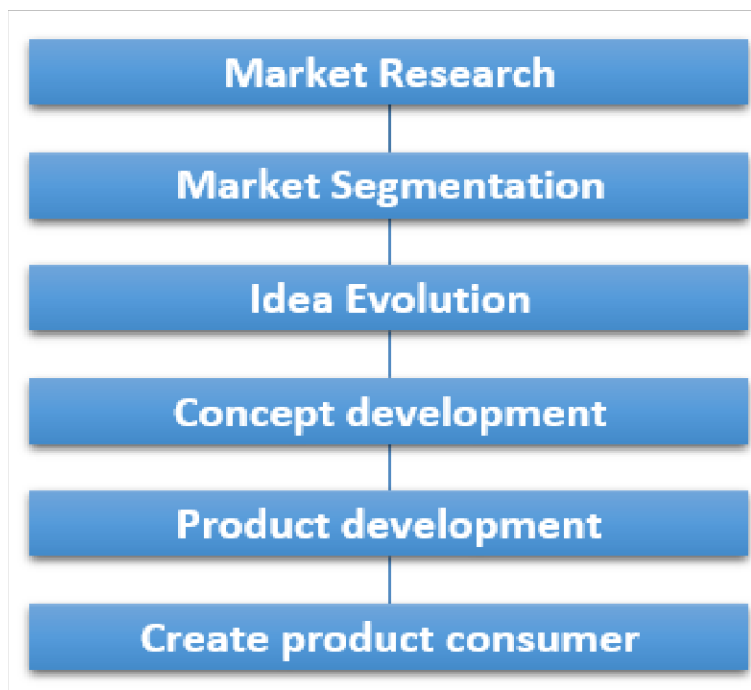 Market Research
Market Segmentation
Idea Evolution
Concept development
Product development
Create product consumer